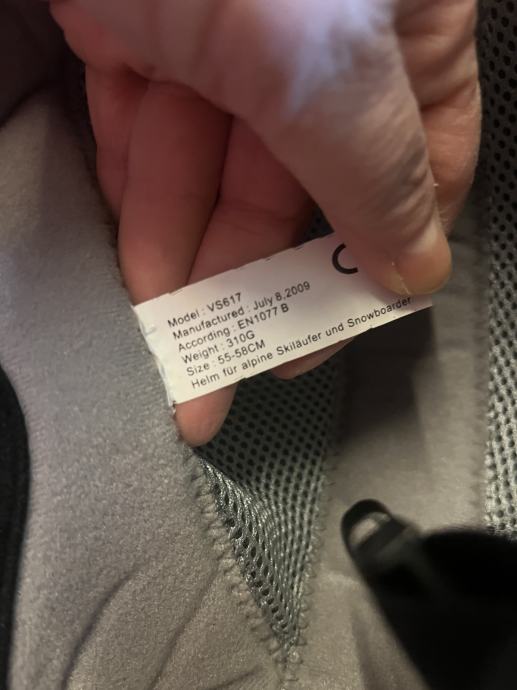 Model : VS617
Manufactured : July 8,2009
According : EN1077 B
Weight : 310G
Size : 55-58CM
Helm für alpine Skiläufer und Snowboarder